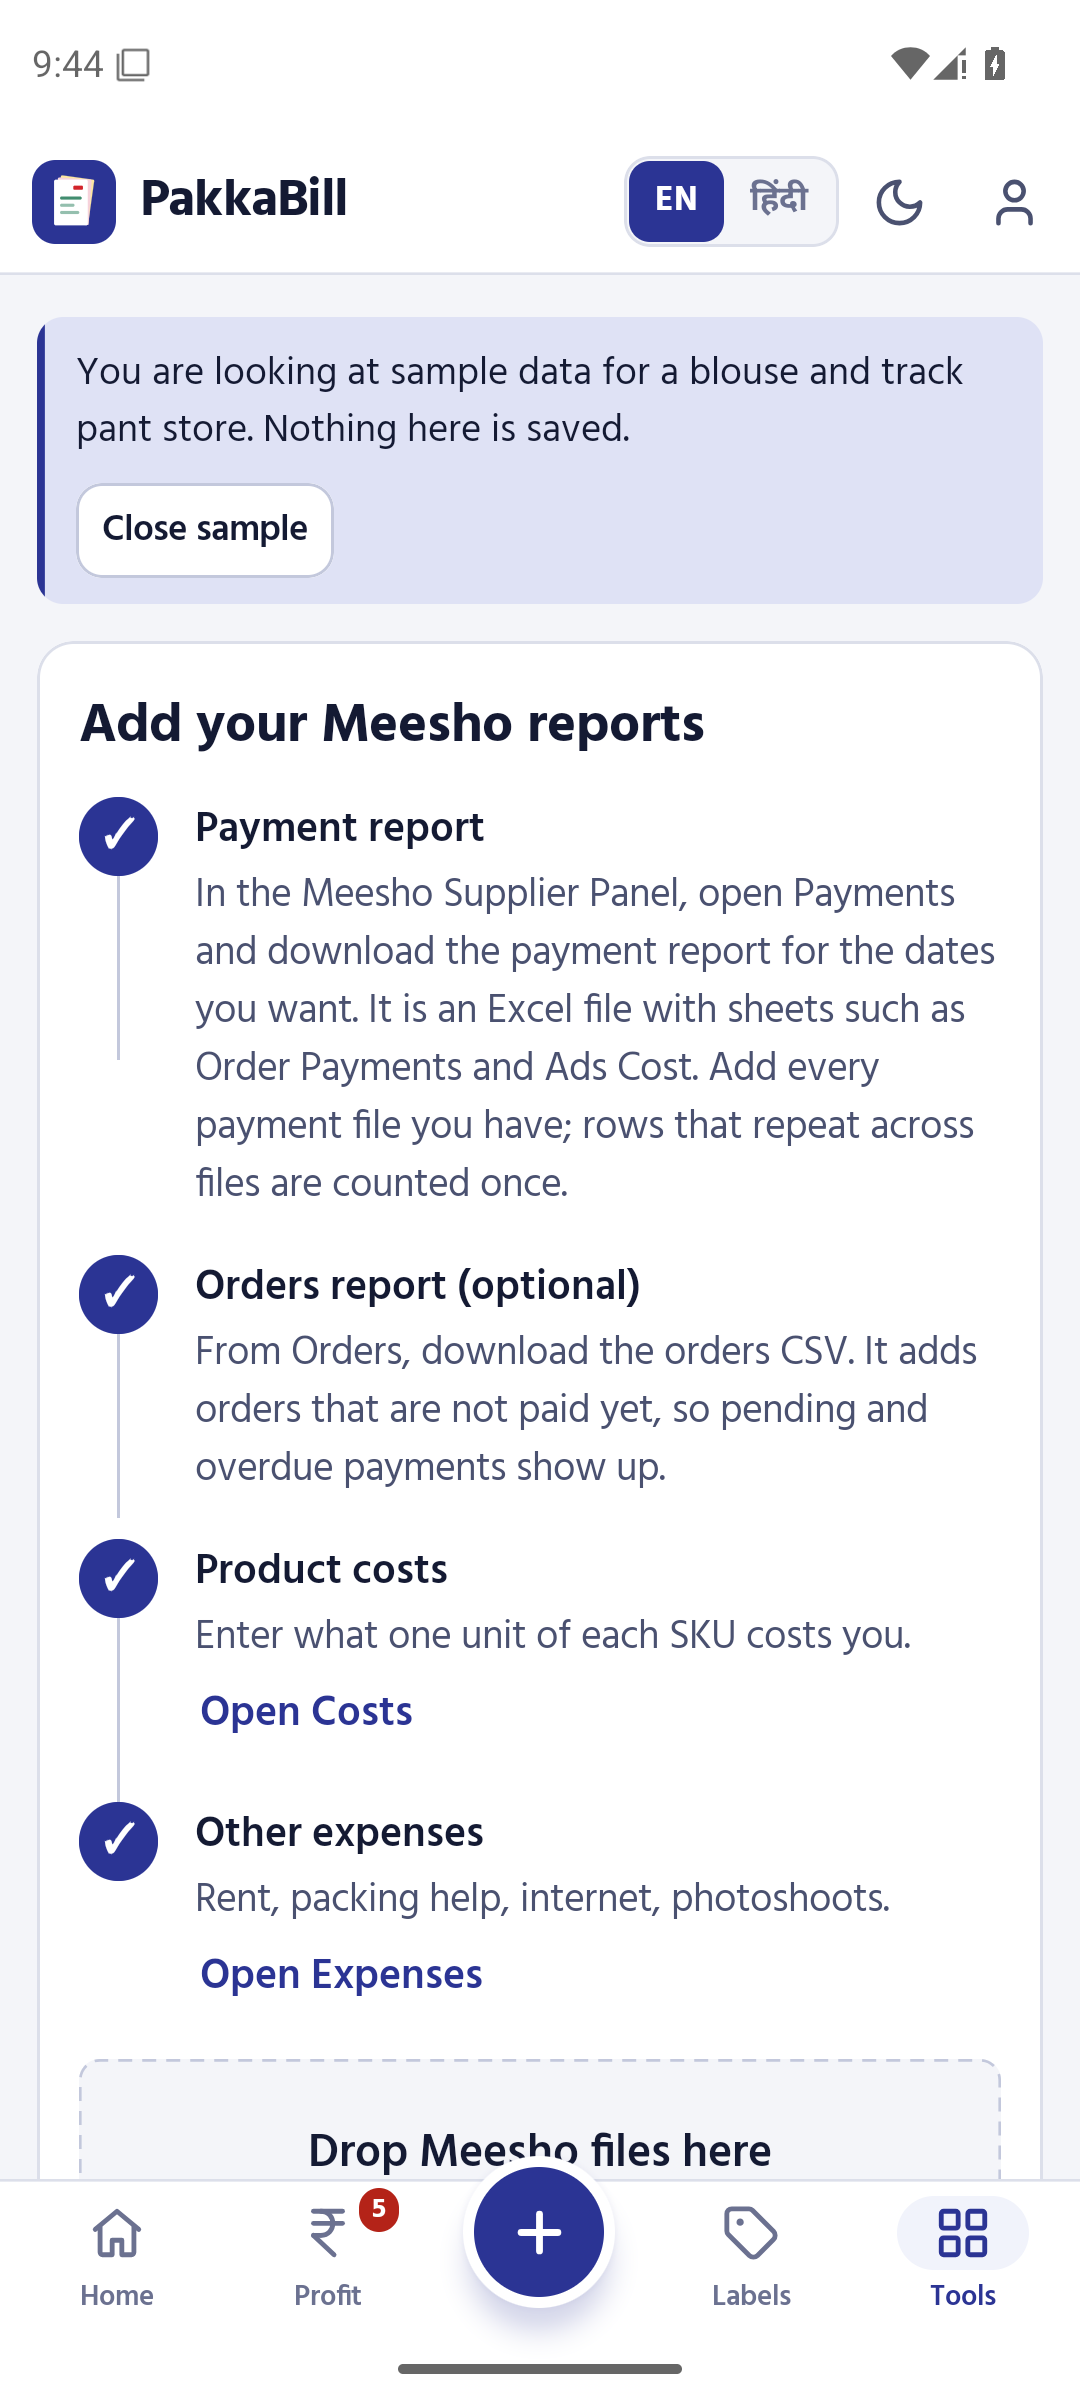 9:44
PakkaBill
EN
हिंदी
You are looking at sample data for a blouse and track
pant store. Nothing here is saved.
Close sample
Add your Meesho reports
Payment report
In the Meesho Supplier Panel, open Payments
and download the payment report for the dates
you want. It is an Excel file with sheets such as
Order Payments and Ads Cost. Add every
payment file you have; rows that repeat across
files are counted once.
Orders report (optional)
From Orders, download the orders CSV. It adds
orders that are not paid yet, so pending and
overdue payments show up.
Product costs
Enter what one unit of each SKU costs you.
Open Costs
Other expenses
Rent, packing help, internet, photoshoots.
Open Expenses
Drop Meesho files here
5
Home
Profit
Labels
Tools